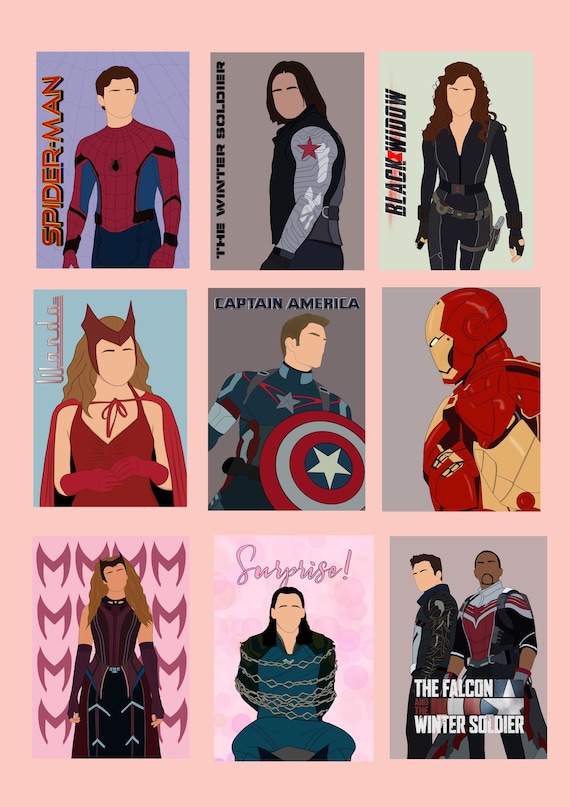 SPIDER-MAN
THE WINTER SOLDIER
BLACK WIDOW
Wanda
CAPTAIN AMERICA
Surprise!
THE FALCON
AND THE
WINTER SOLDIER